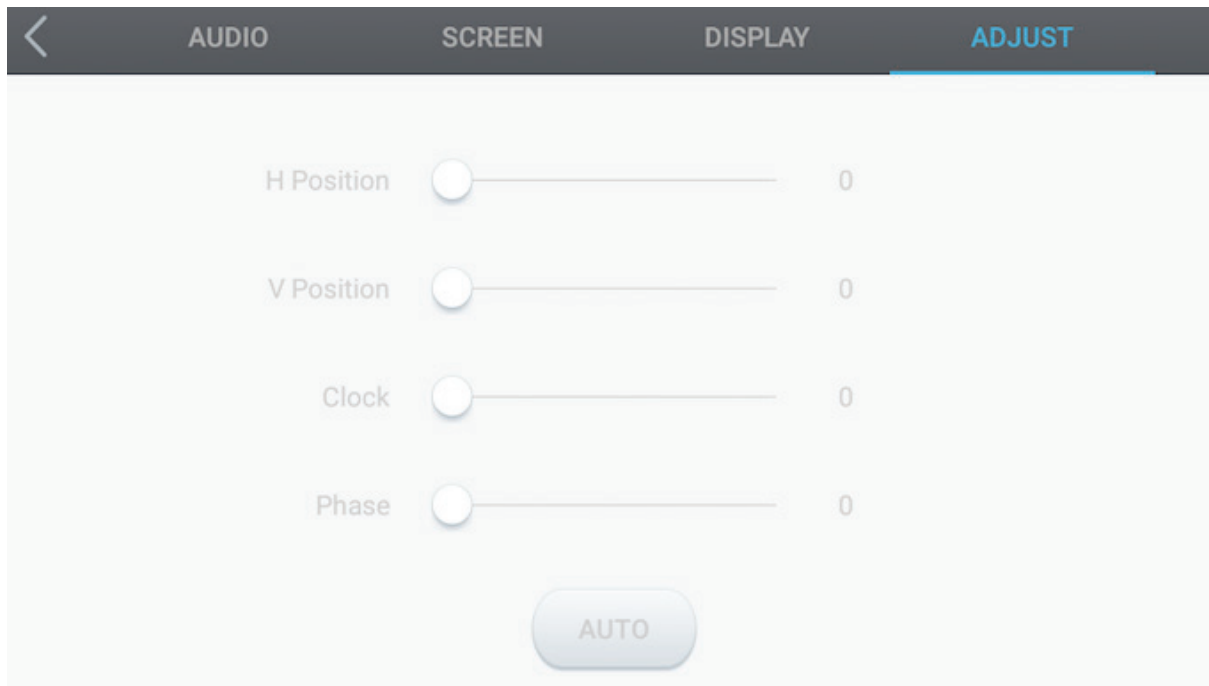 AUDIO SCREEN DISPLAY ADJUST
H Position 0
V Position 0
Clock 0
Phase 0
AUTO